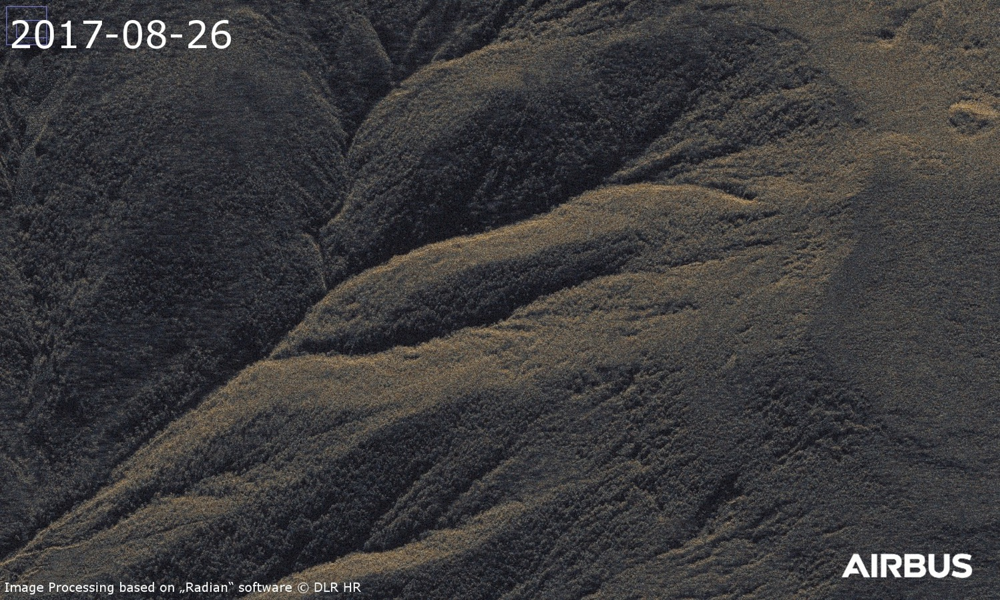 2017-08-26
AIRBUS
Image Processing based on „Radian“ software © DLR HR